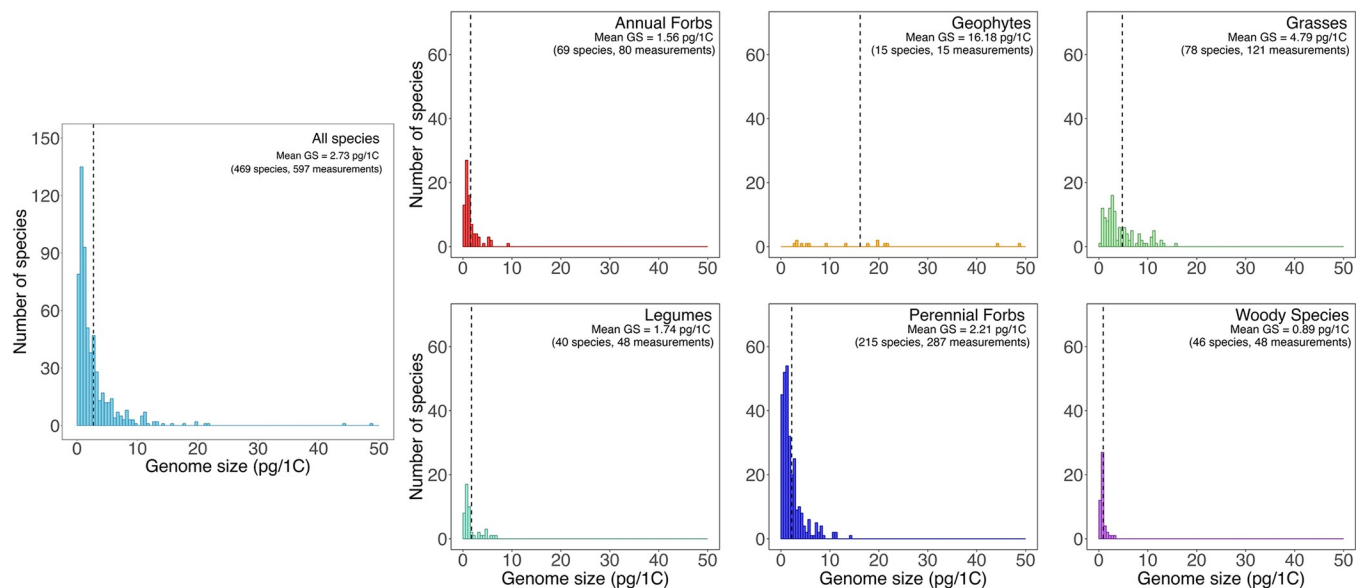 All species
Mean GS = 2.73 pg/1C
(469 species, 597 measurements)
Number of species
150
120
90
60
30
0
0 10 20 30 40 50
Genome size (pg/1C)
Annual Forbs
Mean GS = 1.56 pg/1C
(69 species, 80 measurements)
Number of species
60
40
20
0
0 10 20 30 40 50
Geophytes
Mean GS = 16.18 pg/1C
(15 species, 15 measurements)
60
40
20
0
0 10 20 30 40 50
Grasses
Mean GS = 4.79 pg/1C
(78 species, 121 measurements)
60
40
20
0
0 10 20 30 40 50
Legumes
Mean GS = 1.74 pg/1C
(40 species, 48 measurements)
Number of species
60
40
20
0
0 10 20 30 40 50
Genome size (pg/1C)
Perennial Forbs
Mean GS = 2.21 pg/1C
(215 species, 287 measurements)
60
40
20
0
0 10 20 30 40 50
Genome size (pg/1C)
Woody Species
Mean GS = 0.89 pg/1C
(46 species, 48 measurements)
60
40
20
0
0 10 20 30 40 50
Genome size (pg/1C)